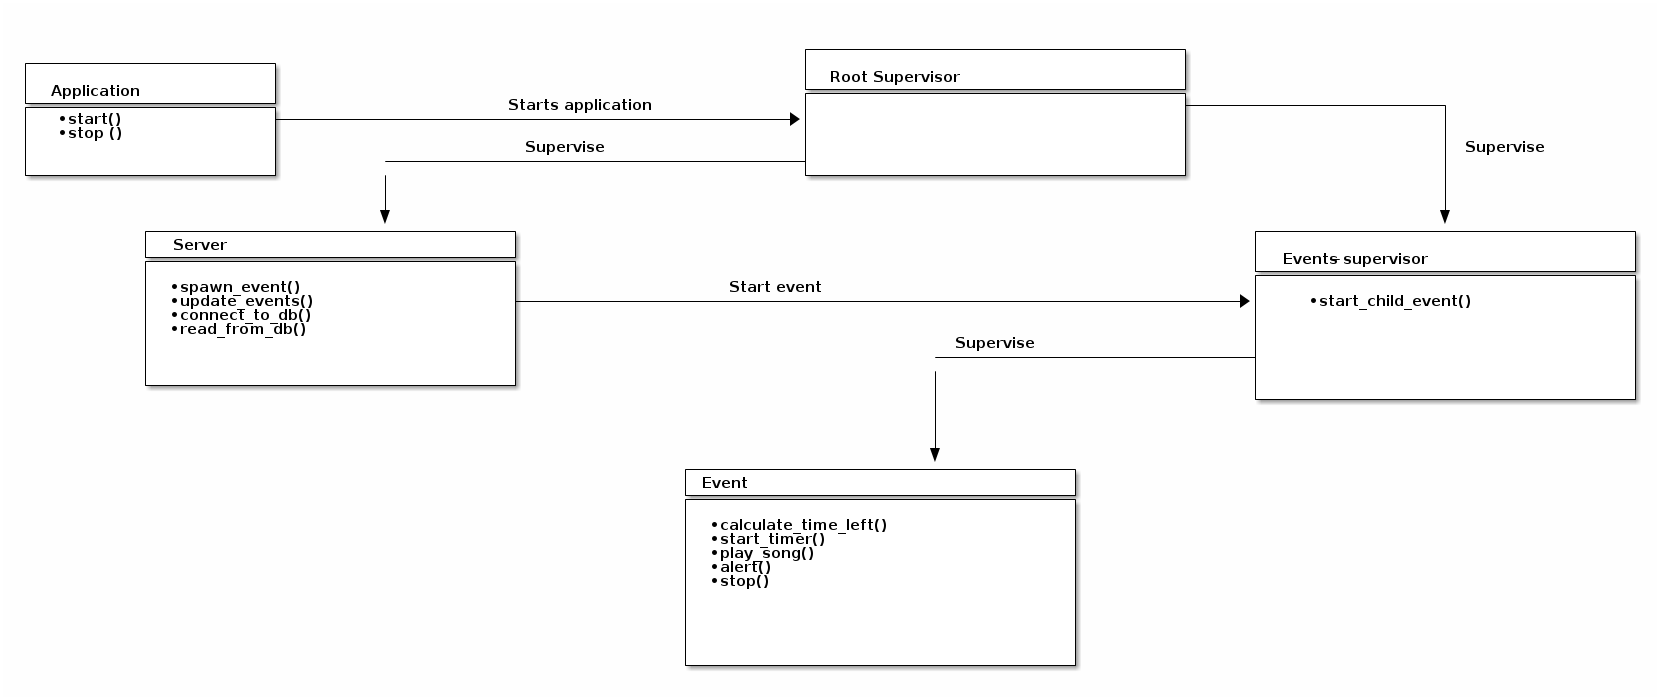 Application
•start()
•stop ()
Starts application
Root Supervisor
Supervise
Supervise
Server
•spawn_event()
•update_events()
•connect_to_db()
•read_from_db()
Start event
Events-supervisor
•start_child_event()
Supervise
Event
•calculate_time_left()
•start_timer()
•play_song()
•alert()
•stop()